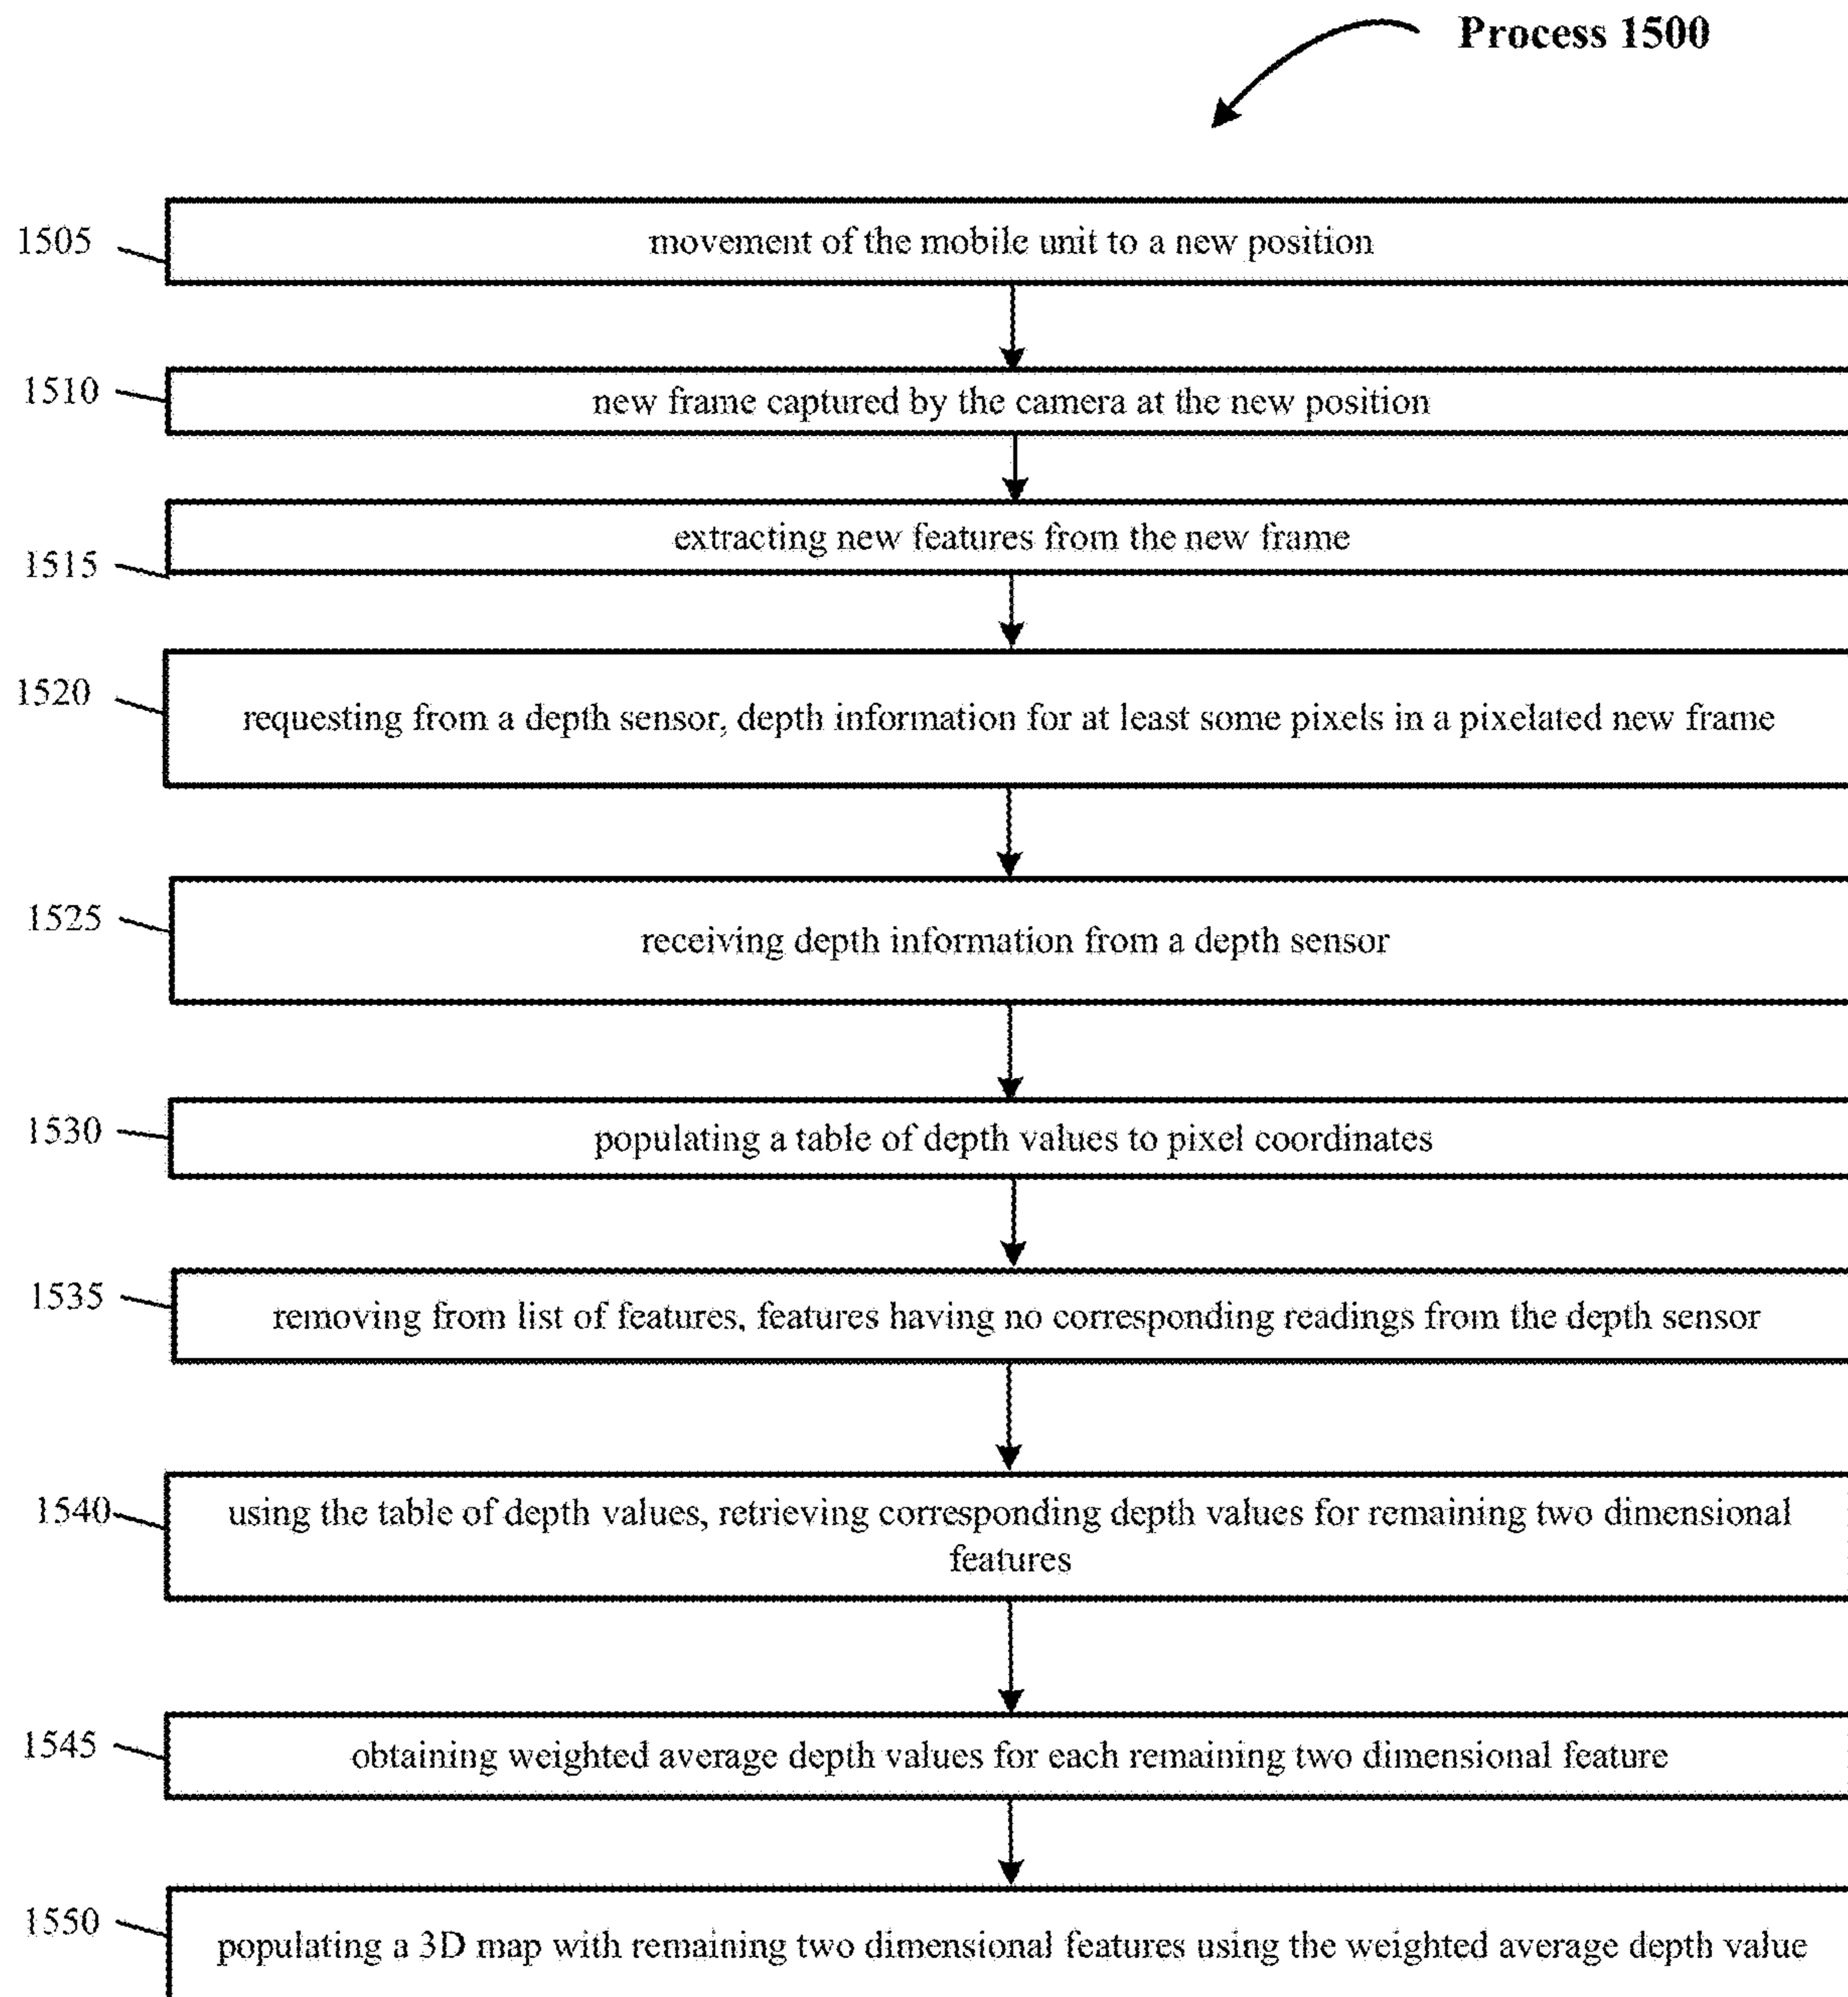 Process 1500
1505
movement of the mobile unit to a new position
1510
new frame captured by the camera at the new position
1515
extracting new features from the new frame
1520
requesting from a depth sensor, depth information for at least some pixels in a pixelated new frame
1525
receiving depth information from a depth sensor
1530
populating a table of depth values to pixel coordinates
1535
removing from list of features, features having no corresponding readings from the depth sensor
1540
using the table of depth values, retrieving corresponding depth values for remaining two dimensional
features
1545
obtaining weighted average depth values for each remaining two dimensional feature
1550
populating a 3D map with remaining two dimensional features using the weighted average depth value